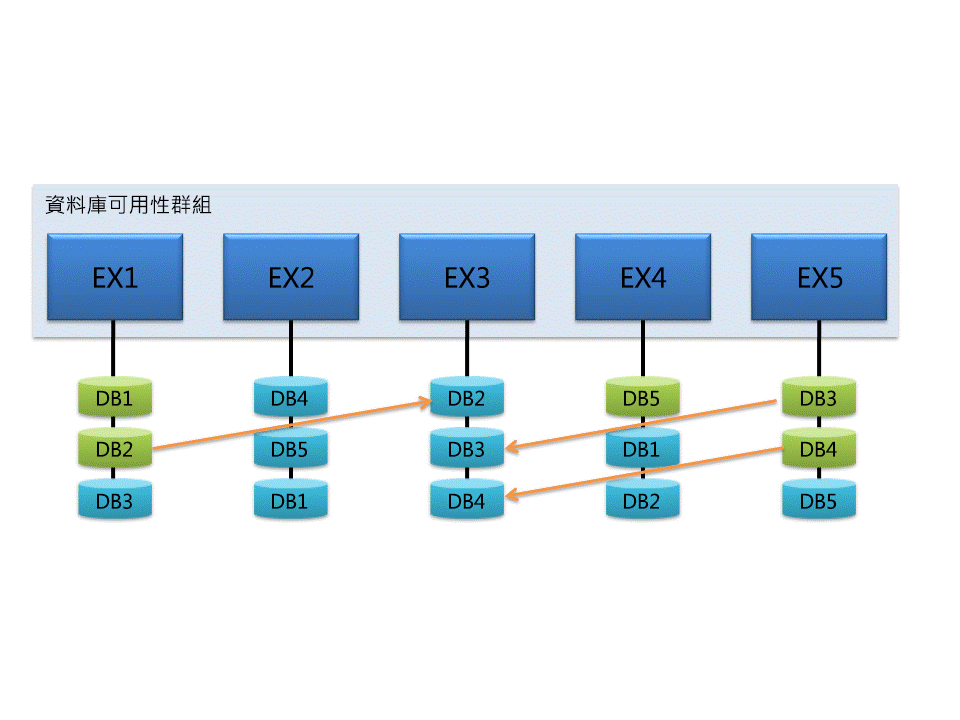 資料庫可用性群組
EX1 EX2 EX3 EX4 EX5
DB1 DB4 DB2 DB5 DB3
DB2 DB5 DB3 DB1 DB4
DB3 DB1 DB4 DB2 DB5